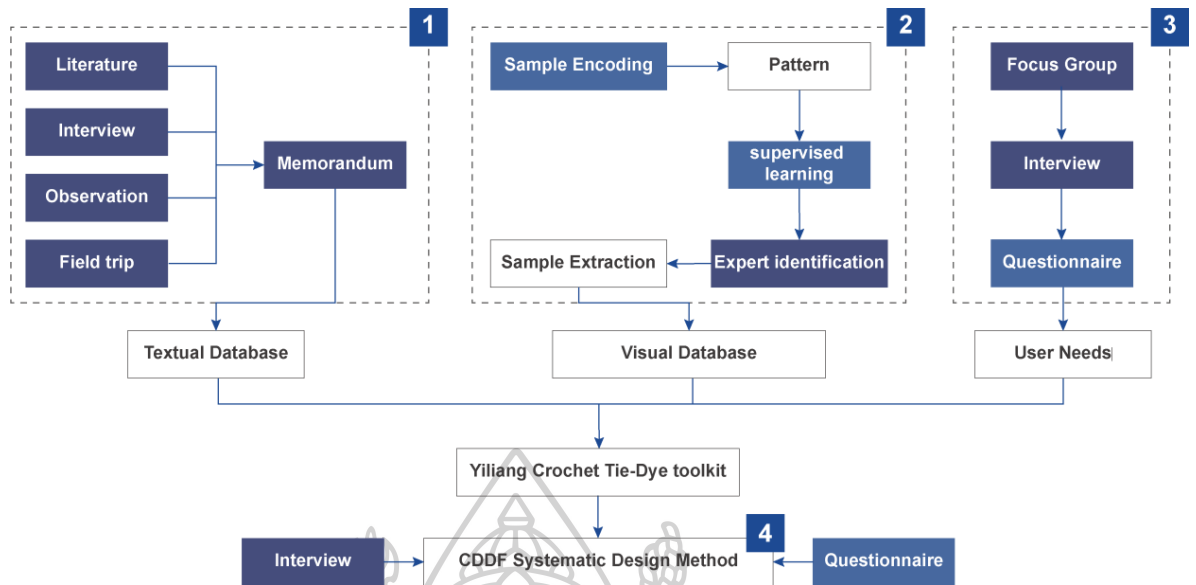 1
Literature
Interview
Observation
Field trip
Memorandum
2
Sample Encoding
Pattern
supervised
learning
Expert identification
Sample Extraction
3
Focus Group
Interview
Questionnaire
Textual Database
Visual Database
User Needs
Yiliang Crochet Tie-Dye toolkit
4
Interview
CDDF Systematic Design Method
Questionnaire